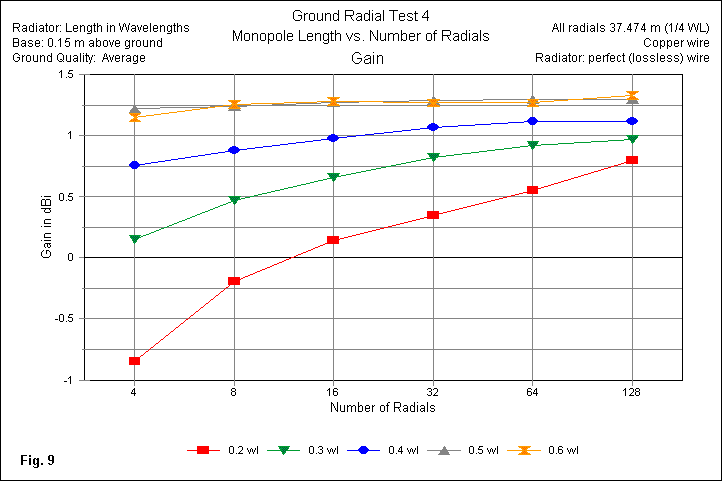 Ground Radial Test 4
Monopole Length vs. Number of Radials
Gain
Radiator: Length in Wavelengths
Base: 0.15 m above ground
Ground Quality: Average
All radials 37.474 m (1/4 WL)
Copper wire
Radiator: perfect (lossless) wire
1.5
1
0.5
0
-0.5
-1
Gain in dBi
4 8 16 32 64 128
Number of Radials
0.2 wl 0.3 wl 0.4 wl 0.5 wl 0.6 wl
Fig. 9